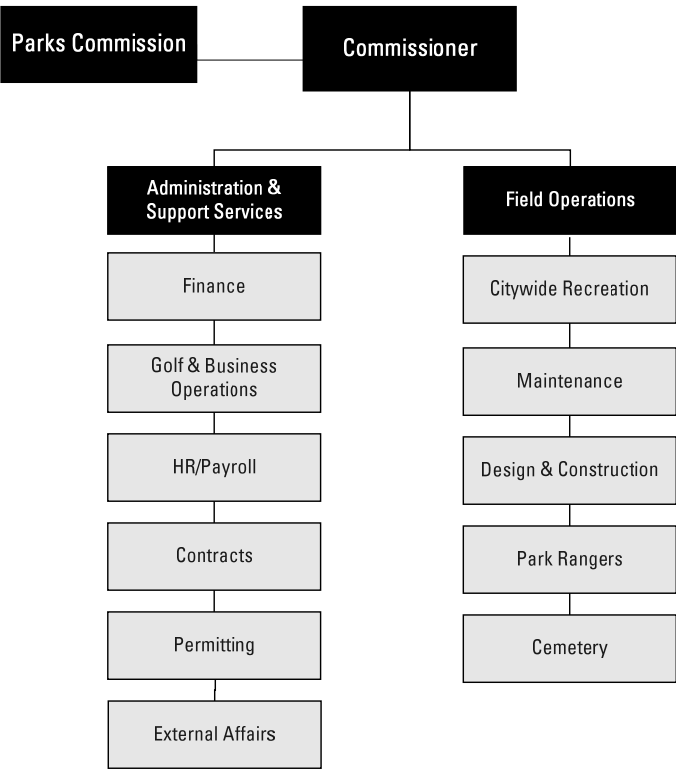 Parks Commission
Commissioner
Administration &
Support Services
Finance
Golf & Business
Operations
HR/Payroll
Contracts
Permitting
External Affairs
Field Operations
Citywide Recreation
Maintenance
Design & Construction
Park Rangers
Cemetery